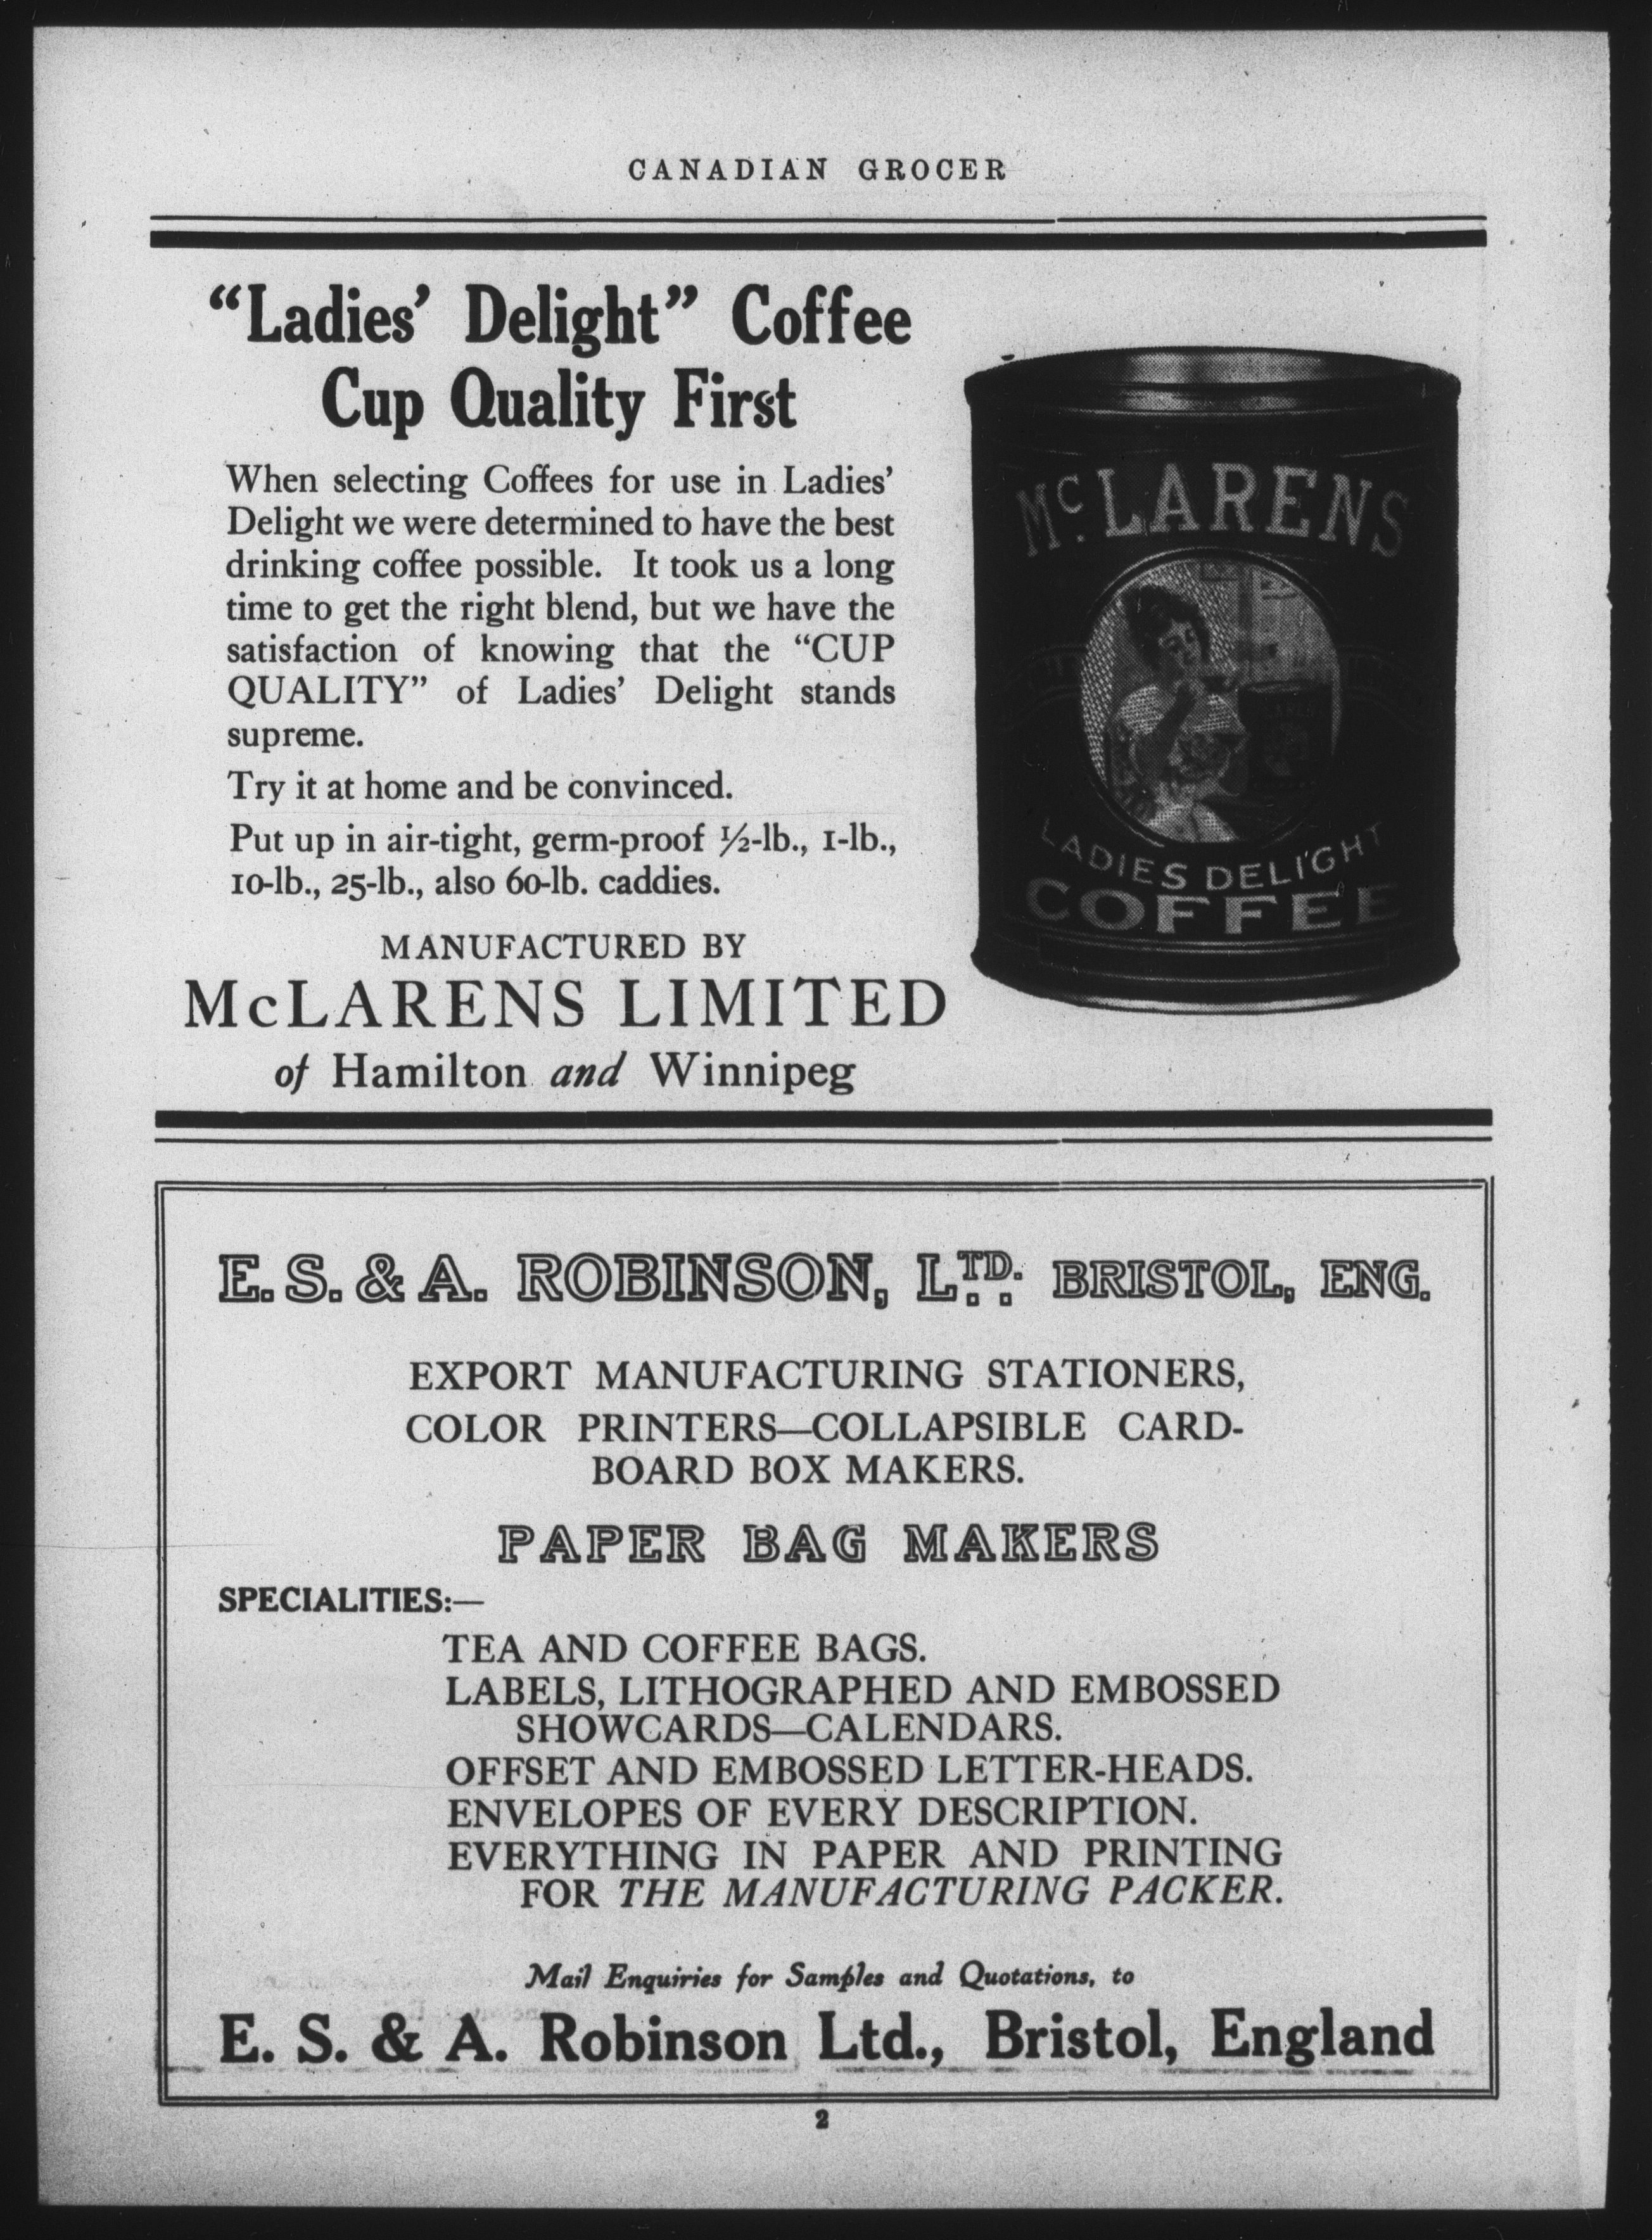 CANADIAN GROCER
“Ladies’ Delight” Coffee
Cup Quality First
When selecting Coffees for use in Ladies’
Delight we were determined to have the best
drinking coffee possible. It took us a long
time to get the right blend, but we have the
satisfaction of knowing that the “CUP
QUALITY” of Ladies’ Delight stands
supreme.
Try it at home and be convinced.
Put up in air-tight, germ-proof ½-lb., 1-lb.,
10-lb., 25-lb., also 60-lb. caddies.
MANUFACTURED BY
McLARENS LIMITED
of Hamilton and Winnipeg
McLARENS
LADIES DELIGHT
COFFEE
E. S. & A. ROBINSON, LTD. BRISTOL, ENG.
EXPORT MANUFACTURING STATIONERS,
COLOR PRINTERS—COLLAPSIBLE CARD-
BOARD BOX MAKERS.
PAPER BAG MAKERS
SPECIALITIES:—
TEA AND COFFEE BAGS.
LABELS, LITHOGRAPHED AND EMBOSSED
SHOWCARDS—CALENDARS.
OFFSET AND EMBOSSED LETTER-HEADS.
ENVELOPES OF EVERY DESCRIPTION.
EVERYTHING IN PAPER AND PRINTING
FOR THE MANUFACTURING PACKER.
Mail Enquiries for Samples and Quotations, to
E. S. & A. Robinson Ltd., Bristol, England
2